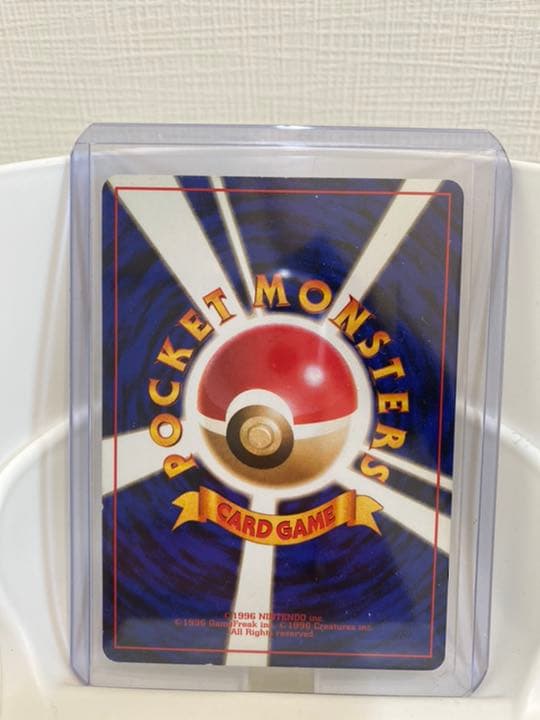 POCKET MONSTERS
CARD GAME
©1996 NINTENDO inc.
©1996 GameFreak inc. ©1996 Creatures inc.
All Rights reserved